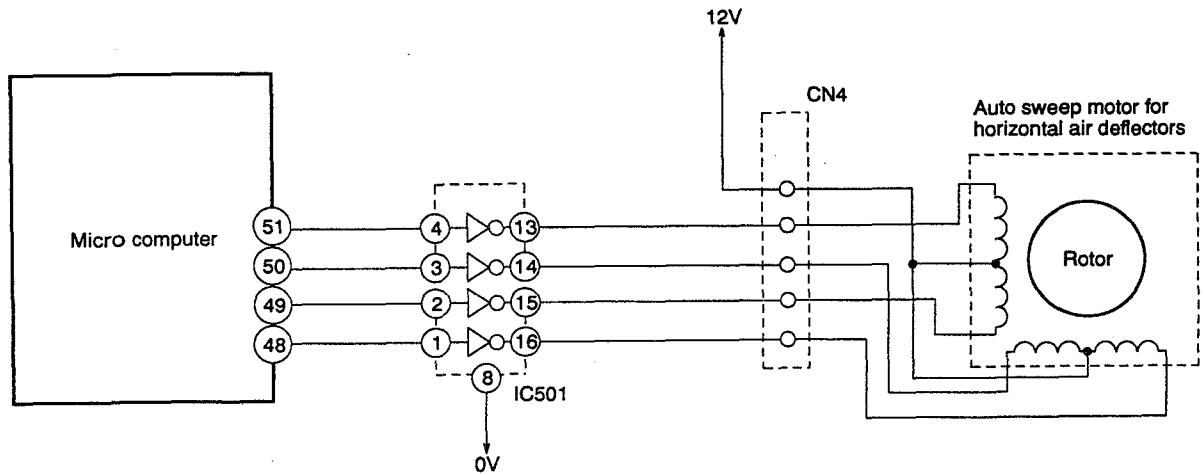 12V
CN4
Auto sweep motor for
horizontal air deflectors
Micro computer
51
50
49
48
4
3
2
1
13
14
15
16
8
IC501
0V
Rotor